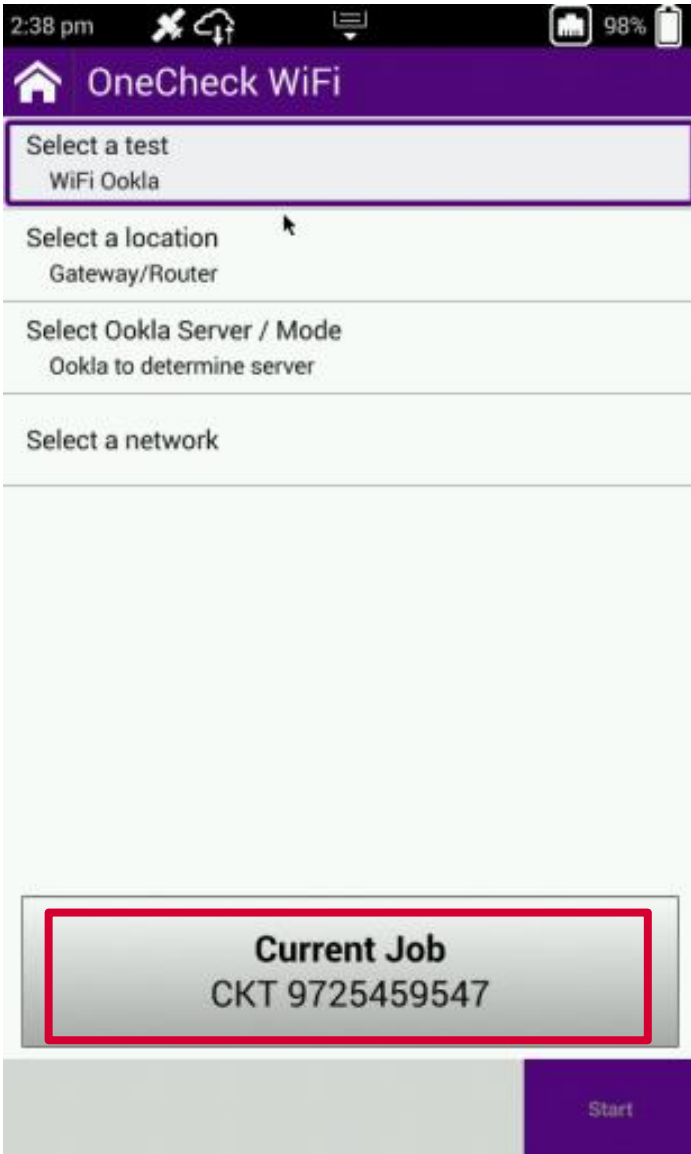 2:38 pm
98%
OneCheck WiFi
Select a test
WiFi Ookla
Select a location
Gateway/Router
Select Ookla Server / Mode
Ookla to determine server
Select a network
Current Job
CKT 9725459547
Start